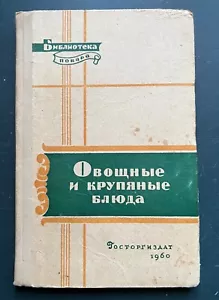 Библиотека
повара
Овощные
и крупяные
блюда
Госторгиздат
1960